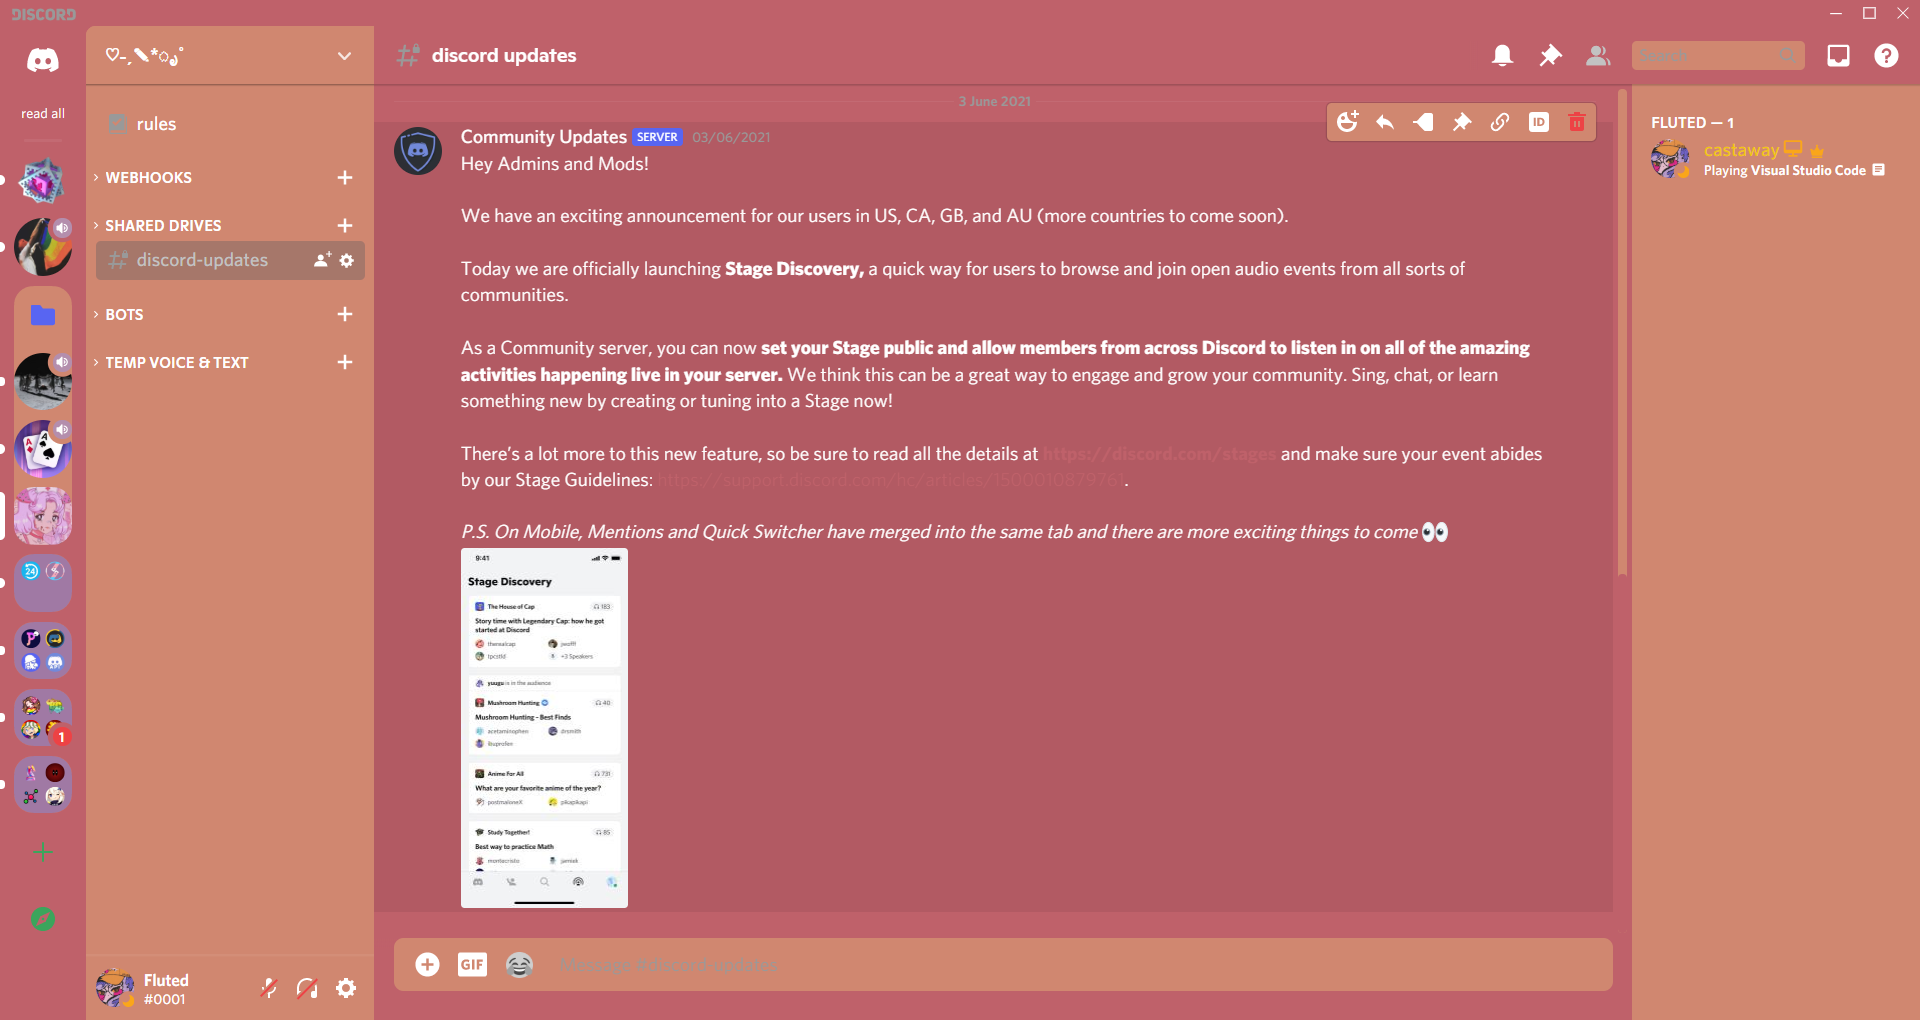 DISCORD
read all
rules
WEBHOOKS
SHARED DRIVES
discord-updates
BOTS
TEMP VOICE & TEXT
Fluted
#0001
24
1
discord updates
Search
3 June 2021
Community Updates SERVER 03/06/2021
ID
Hey Admins and Mods!
We have an exciting announcement for our users in US, CA, GB, and AU (more countries to come soon).
Today we are officially launching Stage Discovery, a quick way for users to browse and join open audio events from all sorts of
communities.
As a Community server, you can now set your Stage public and allow members from across Discord to listen in on all of the amazing
activities happening live in your server. We think this can be a great way to engage and grow your community. Sing, chat, or learn
something new by creating or tuning into a Stage now!
There's a lot more to this new feature, so be sure to read all the details at https://discord.com/stages and make sure your event abides
by our Stage Guidelines: https://support.discord.com/hc/articles/1500010879761.
P.S. On Mobile, Mentions and Quick Switcher have merged into the same tab and there are more exciting things to come 👀
9:41
Stage Discovery
The House of Cap 183
Story time with Legendary Cap: how he got
started at Discord
therealcap jwofff
tpcstld +3 Speakers
yuugu is in the audience
Mushroom Hunting 40
Mushroom Hunting - Best Finds
acetaminophen drsmith
ibuprofen
Anime For All 731
What are your favorite anime of the year?
postmaloneX pikapikapi
Study Together! 85
Best way to practice Math
montecristo jamiek
GIF
Message #discord-updates
FLUTED — 1
castaway
Playing Visual Studio Code